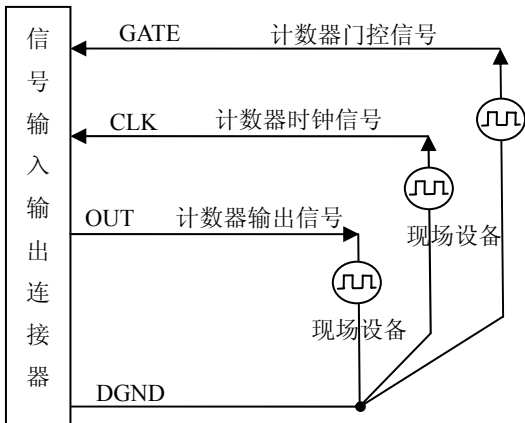 信号输入输出连接器
GATE 计数器门控信号
CLK 计数器时钟信号
OUT 计数器输出信号
现场设备
现场设备
DGND